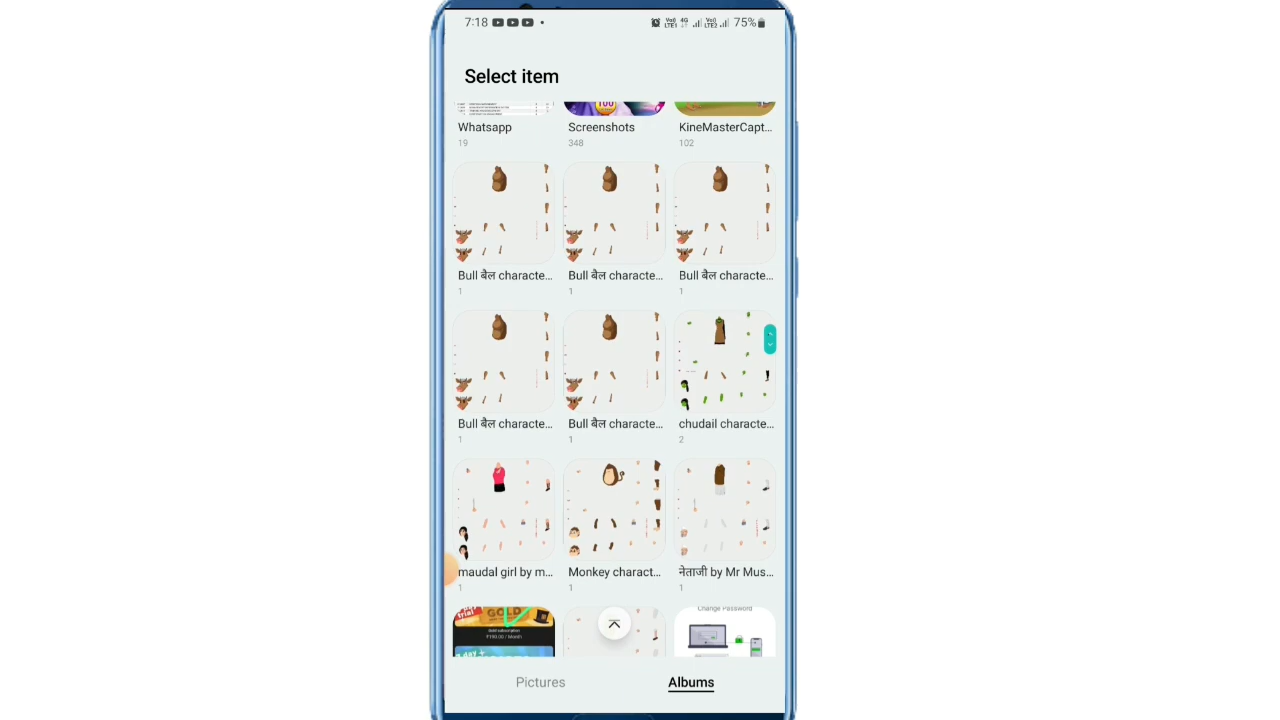 7:18
75%
Select item
100
Whatsapp
Screenshots
KineMasterCapt...
19
348
102
Bull बैल characte...
Bull बैल characte...
Bull बैल characte...
1
1
1
Bull बैल characte...
Bull बैल characte...
chudail characte...
1
1
2
maudal girl by m...
Monkey charact...
नेताजी by Mr Mus...
1
1
1
GOLD
Change Password
Pictures
Albums